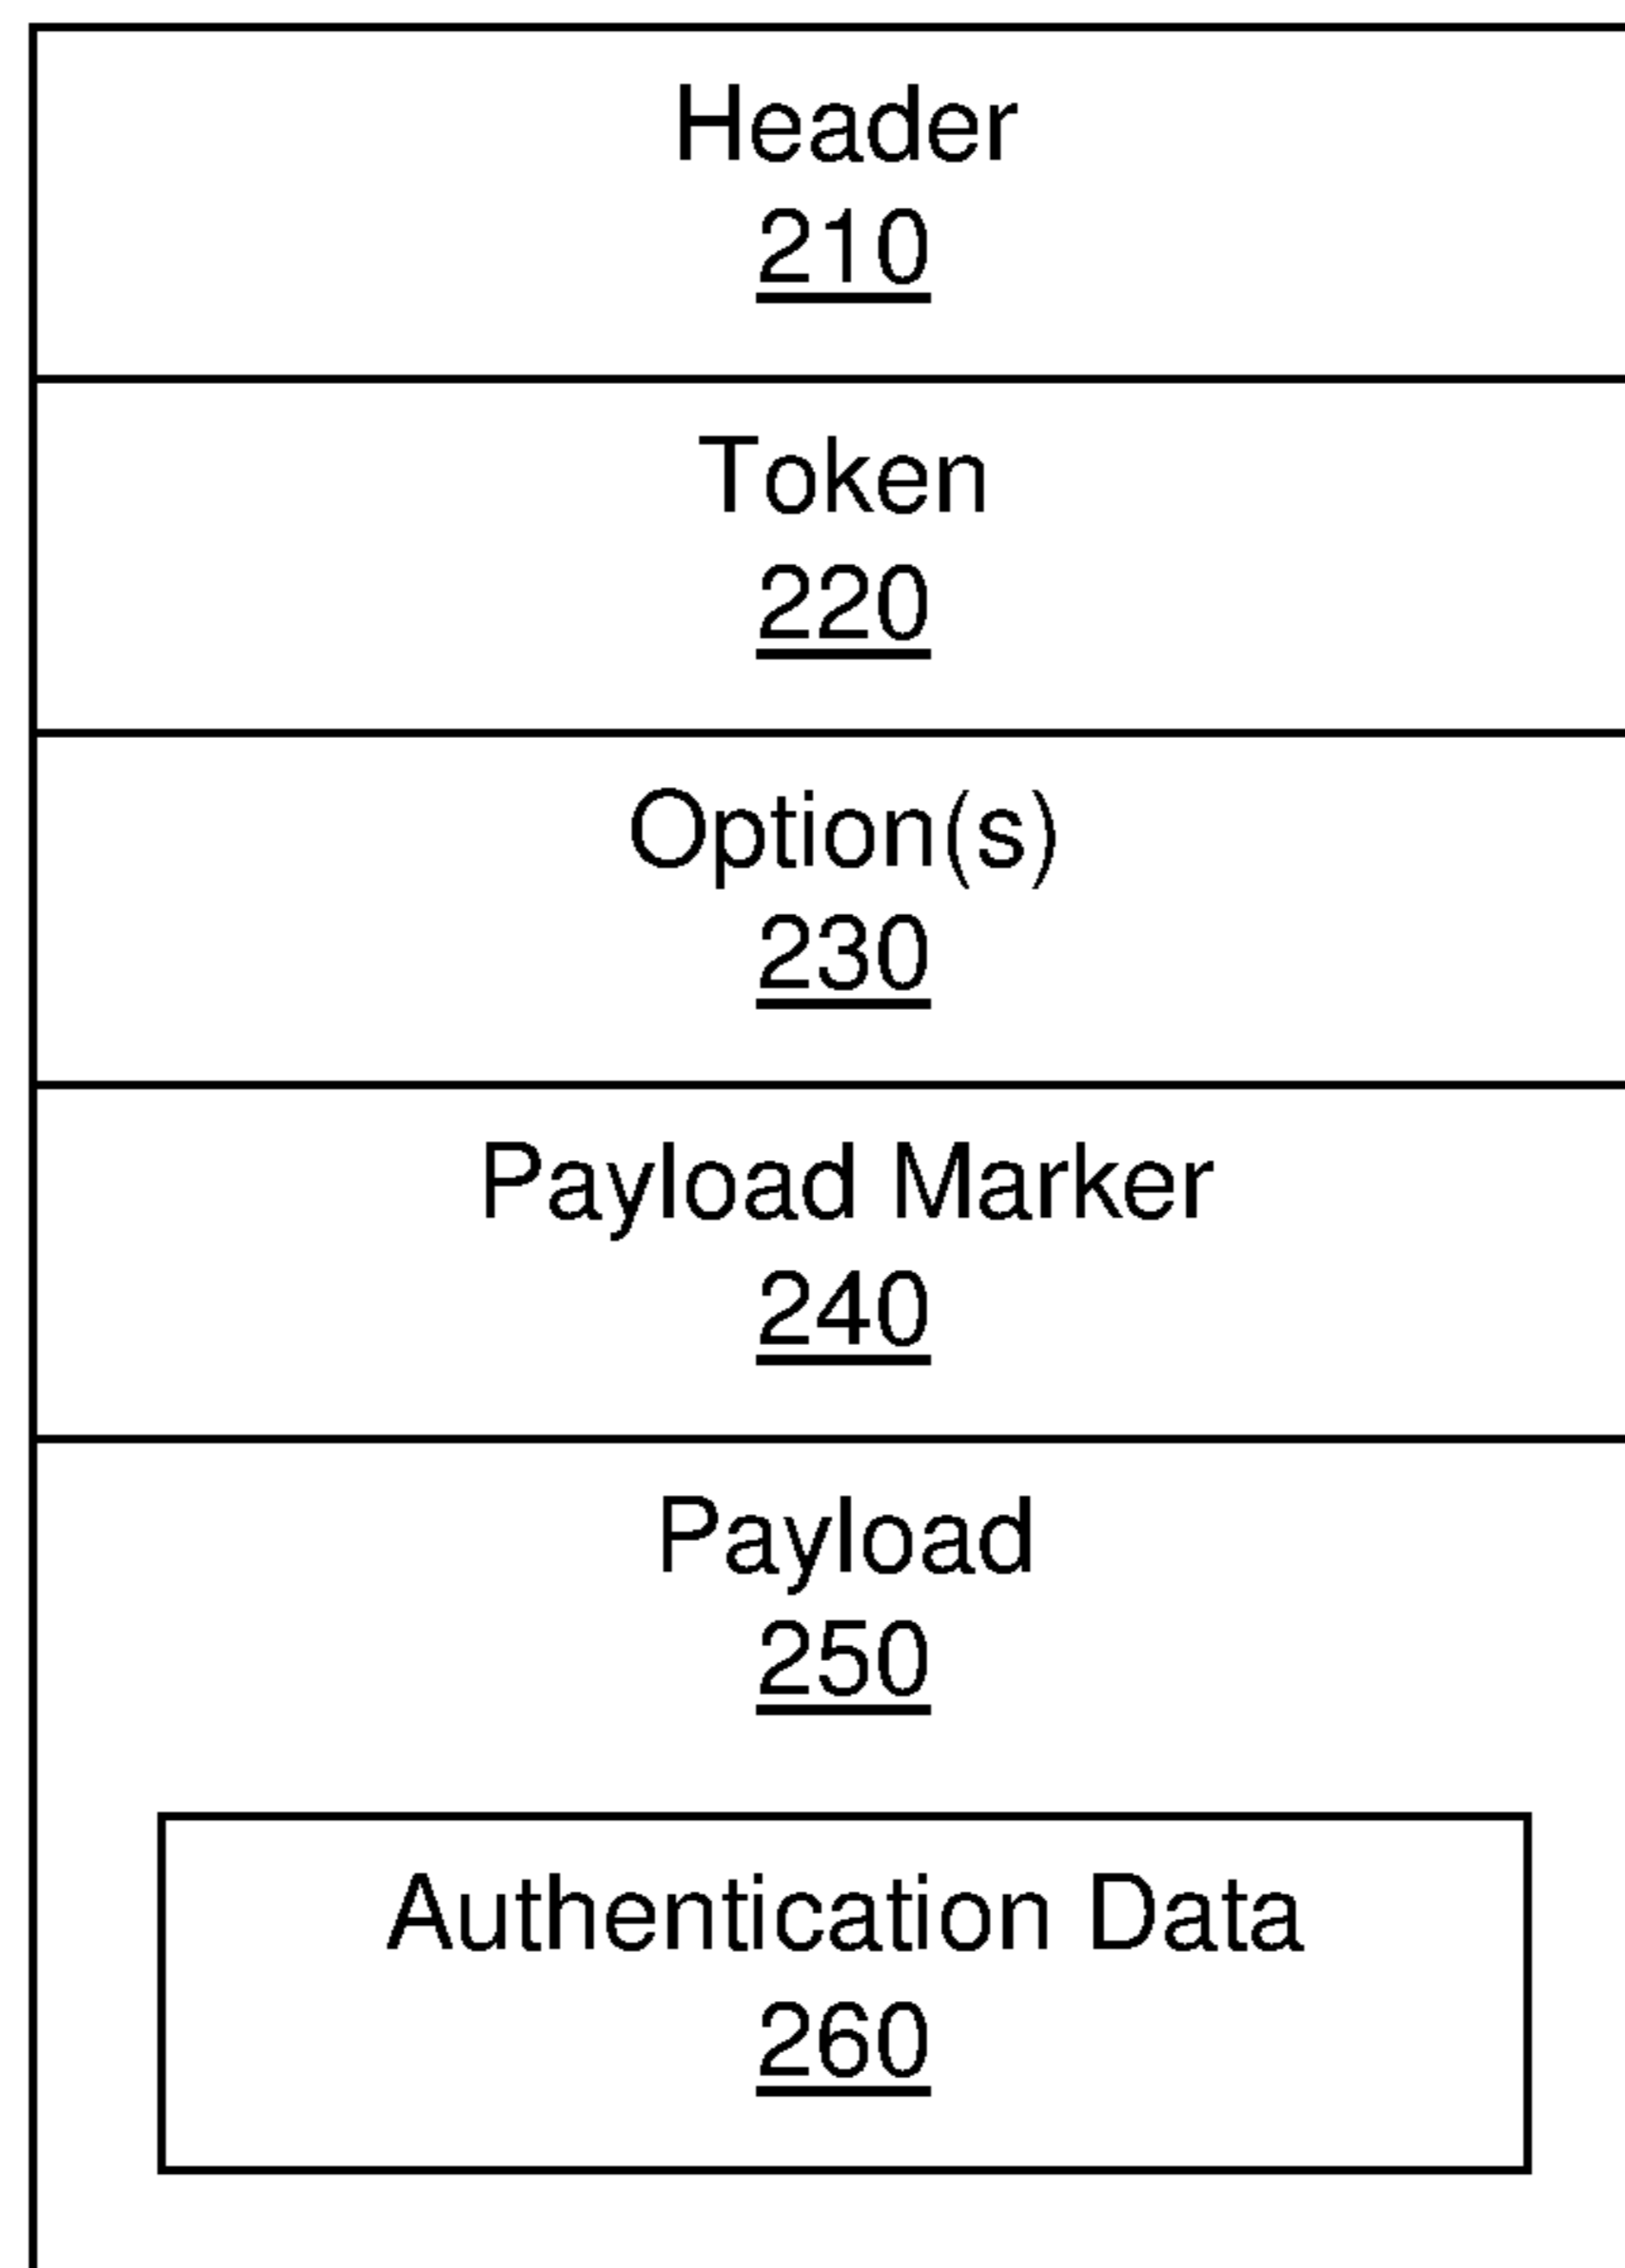 Header
210
Token
220
Option(s)
230
Payload Marker
240
Payload
250
Authentication Data
260